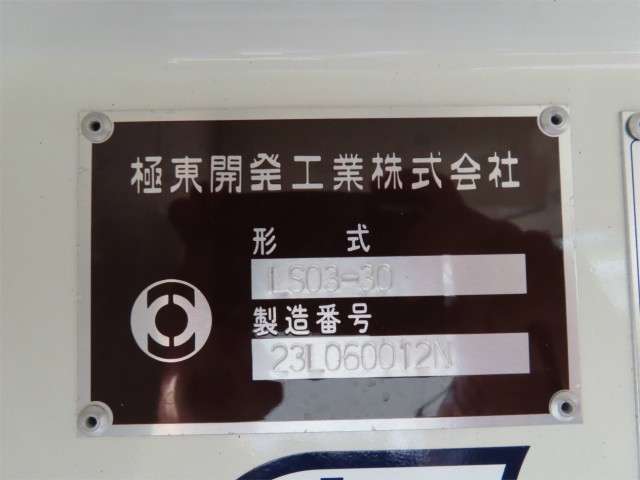 極東開発工業株式会社
形 式
LS03-30
製造番号
23L060012N